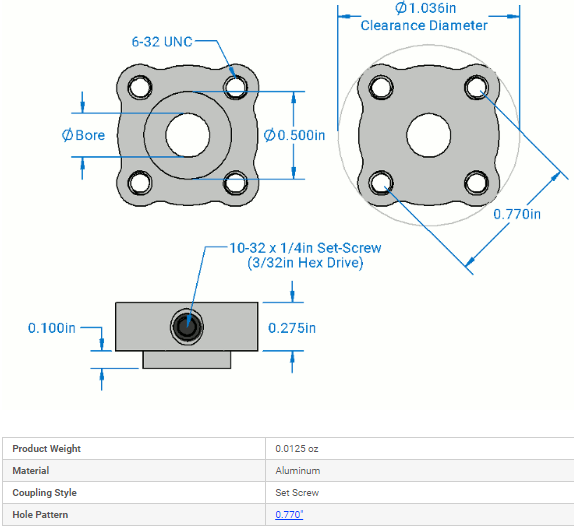 Ø1.036in
Clearance Diameter
6-32 UNC
Ø Bore
Ø0.500in
0.770in
10-32 x 1/4in Set-Screw
(3/32in Hex Drive)
0.100in
0.275in
Product Weight 0.0125 oz
Material Aluminum
Coupling Style Set Screw
Hole Pattern 0.770"